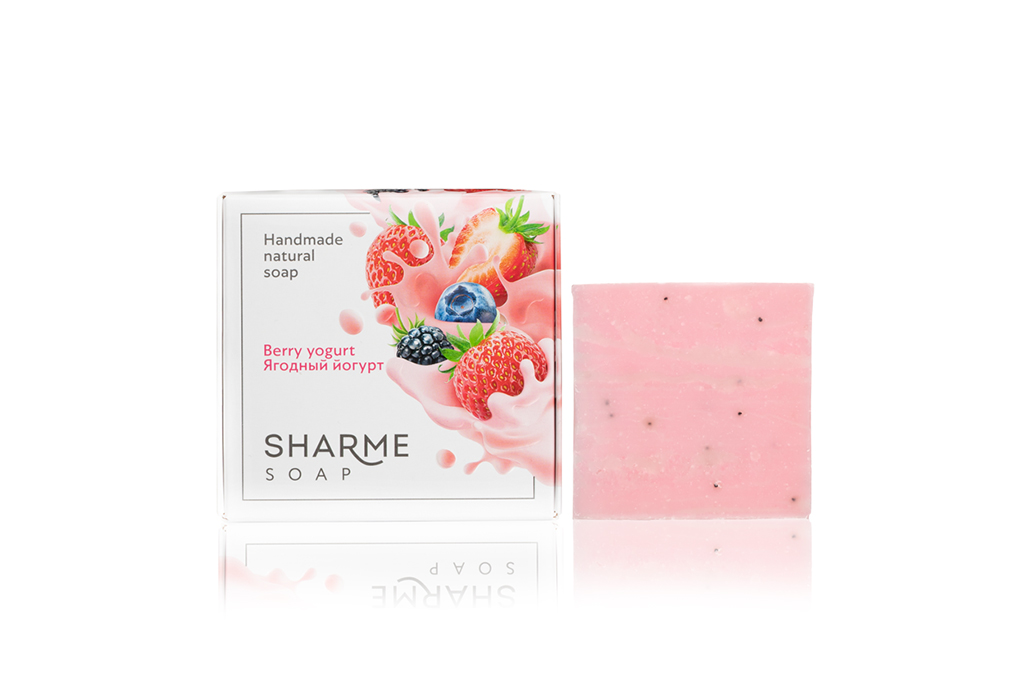 Handmade
natural
soap
Berry yogurt
Ягодный йогурт
SHARME
SOAP